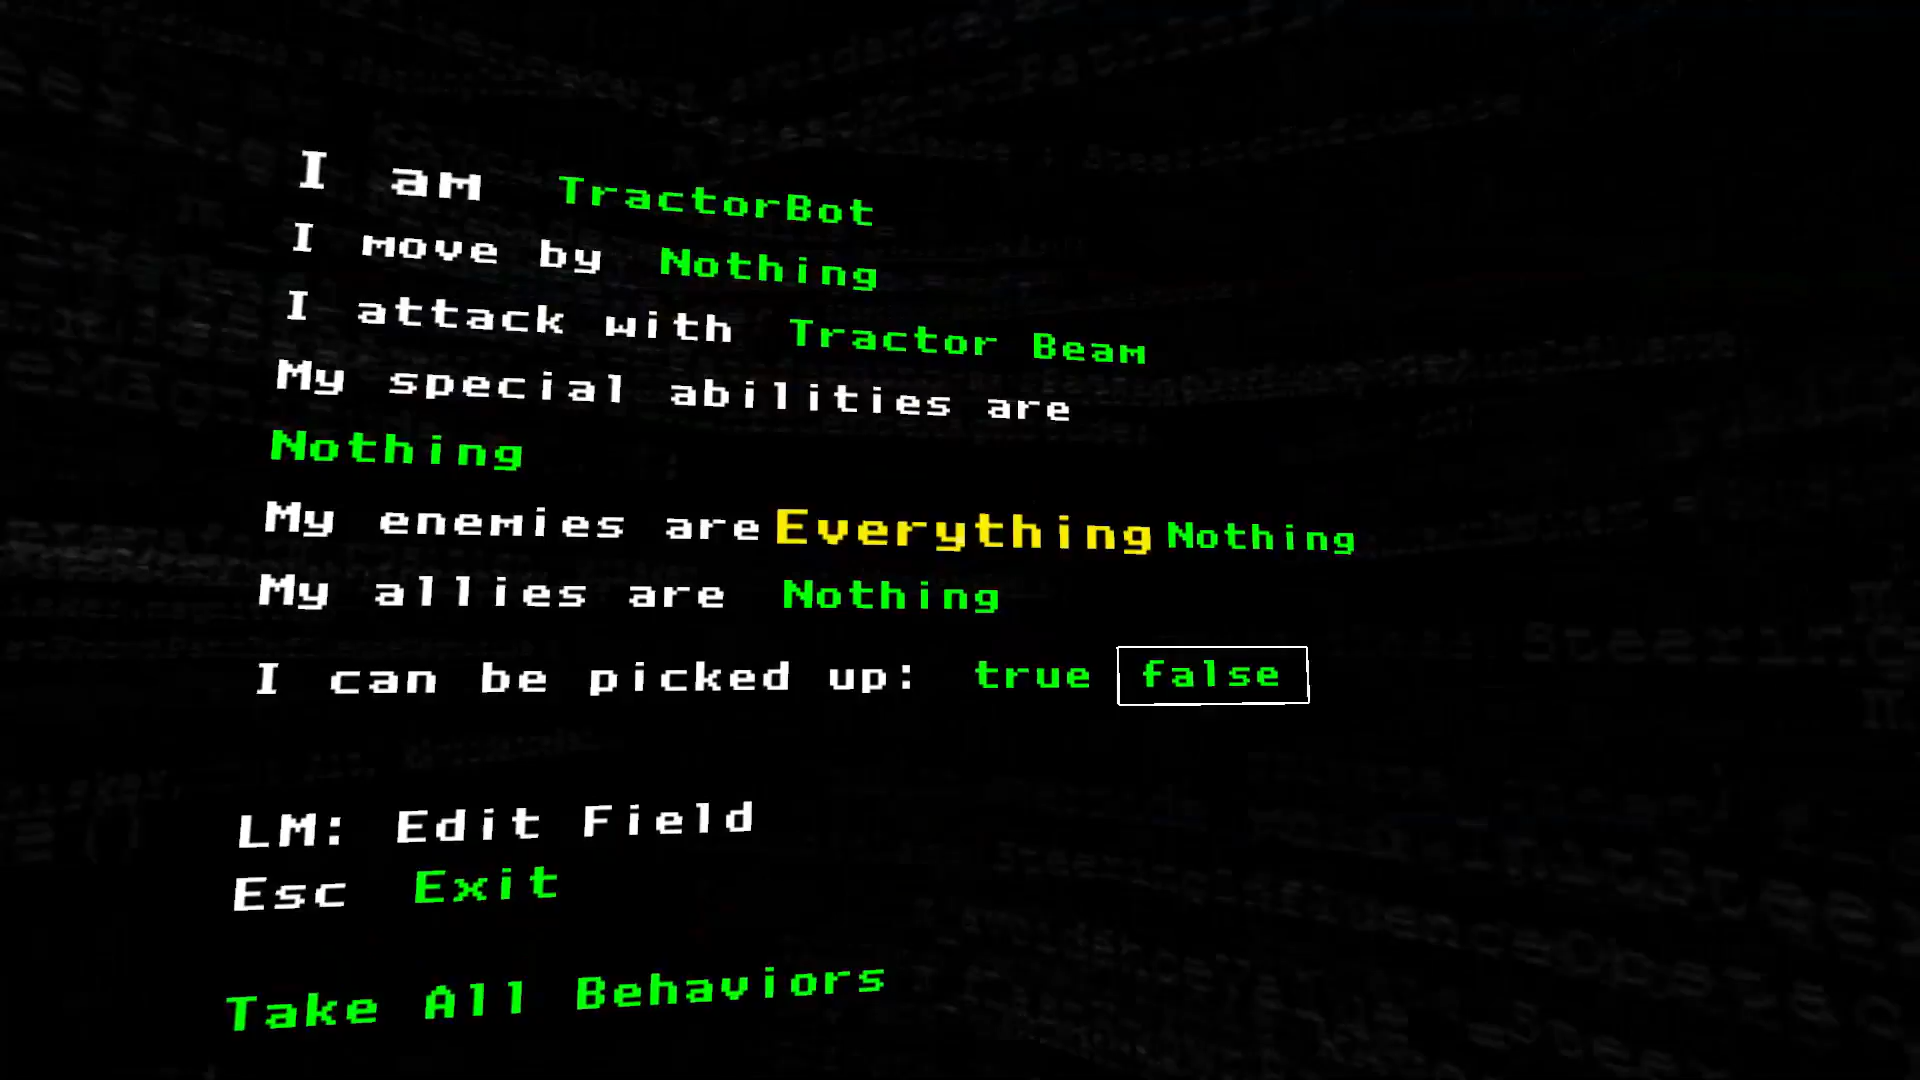 I am TractorBot
I move by Nothing
I attack with Tractor Beam
My special abilities are
Nothing
My enemies are Everything Nothing
My allies are Nothing
I can be picked up: true false
LM: Edit Field
Esc Exit
Take All Behaviors